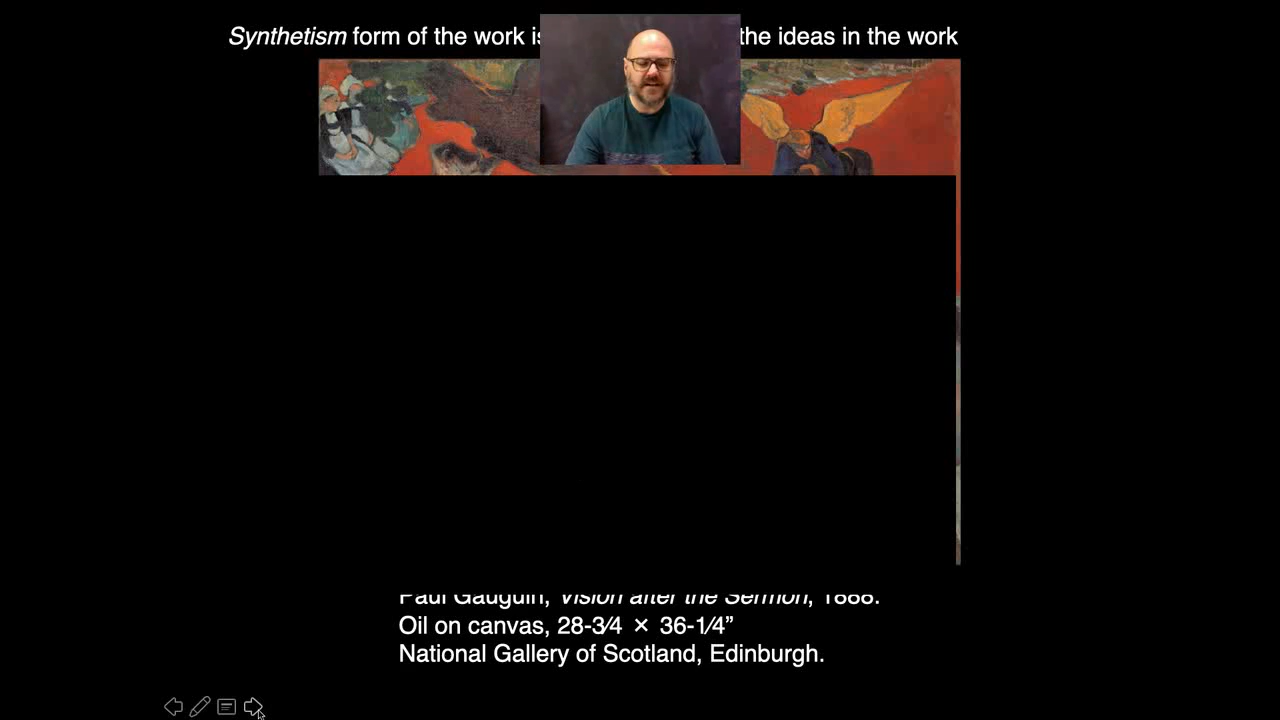 Synthetism form of the work is the ideas in the work
Paul Gauguin, Vision after the Sermon, 1888.
Oil on canvas, 28-3⁄4 × 36-1⁄4”
National Gallery of Scotland, Edinburgh.